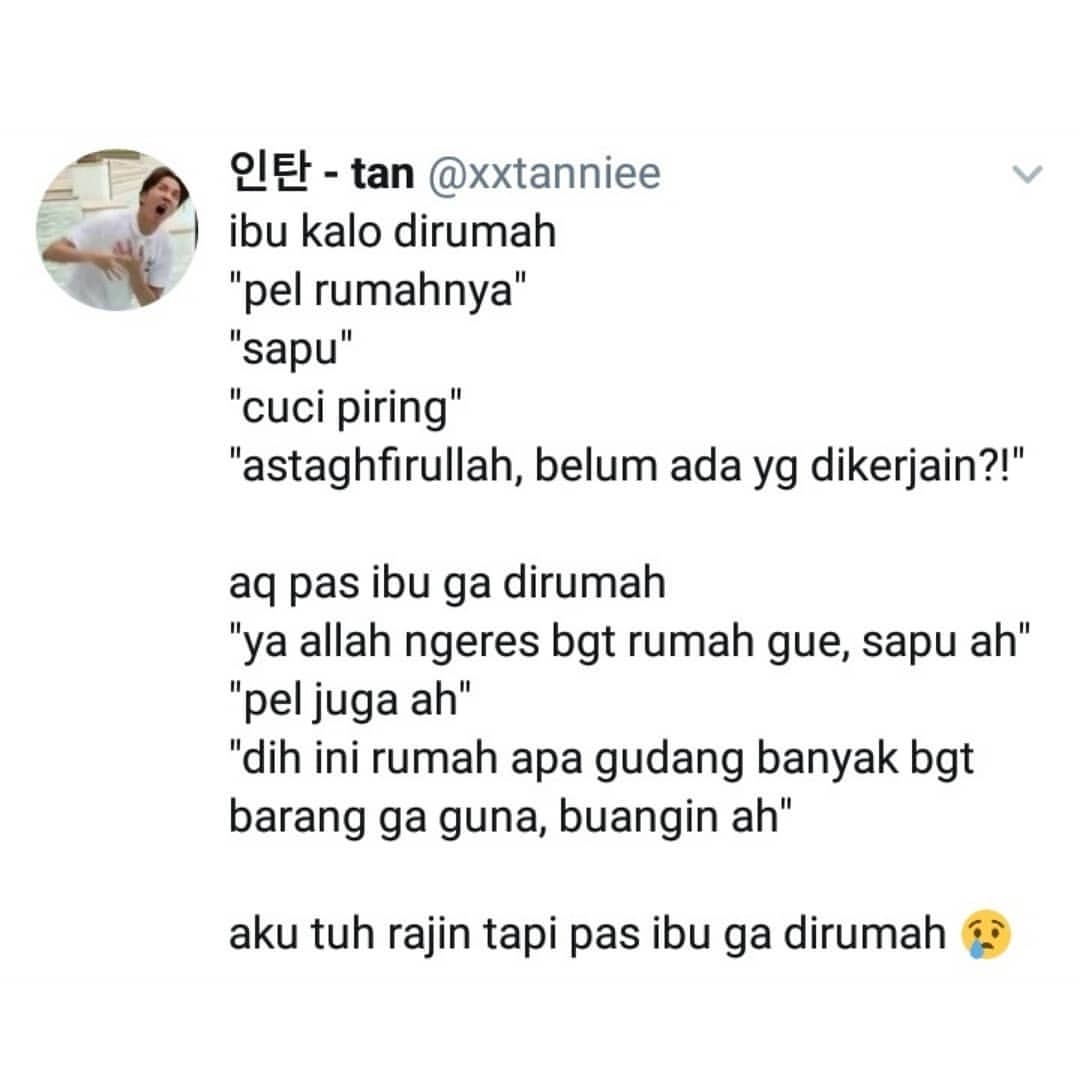 인탄 - tan @xxtanniee
ibu kalo dirumah
"pel rumahnya"
"sapu"
"cuci piring"
"astaghfirullah, belum ada yg dikerjain?!"
aq pas ibu ga dirumah
"ya allah ngeres bgt rumah gue, sapu ah"
"pel juga ah"
"dih ini rumah apa gudang banyak bgt
barang ga guna, buangin ah"
aku tuh rajin tapi pas ibu ga dirumah 😢